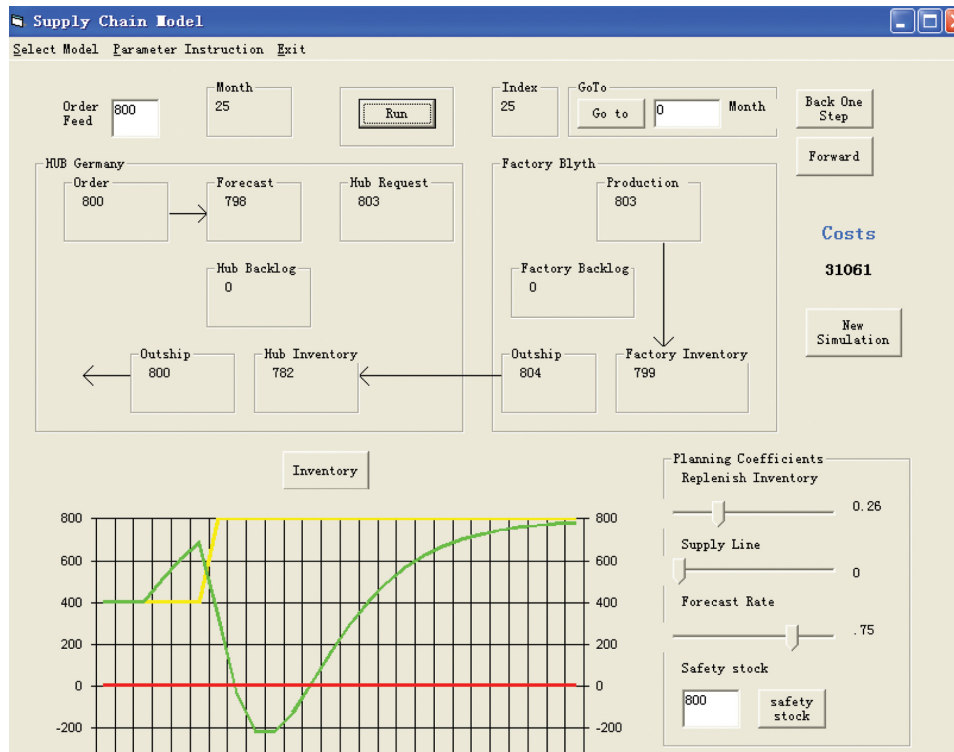 Supply Chain Model
Select Model Parameter Instruction Exit
Order Feed 800
Month
25
Run
Index
25
GoTo
Go to 0 Month
Back One Step
Forward
HUB Germany
Order
800
Forecast
798
Hub Request
803
Hub Backlog
0
Outship
800
Hub Inventory
782
Factory Blyth
Production
803
Factory Backlog
0
Outship
804
Factory Inventory
799
Costs
31061
New Simulation
Inventory
800
600
400
200
0
-200
800
600
400
200
0
-200
Planning Coefficients
Replenish Inventory
0.26
Supply Line
0
Forecast Rate
.75
Safety stock
800
safety stock